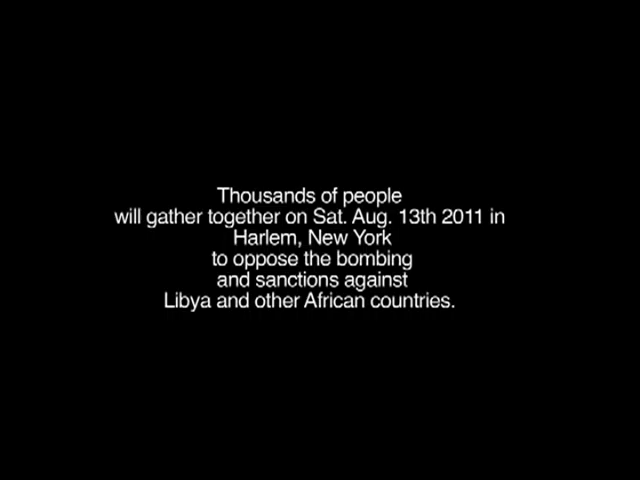 Thousands of people
will gather together on Sat. Aug. 13th 2011 in
Harlem, New York
to oppose the bombing
and sanctions against
Libya and other African countries.